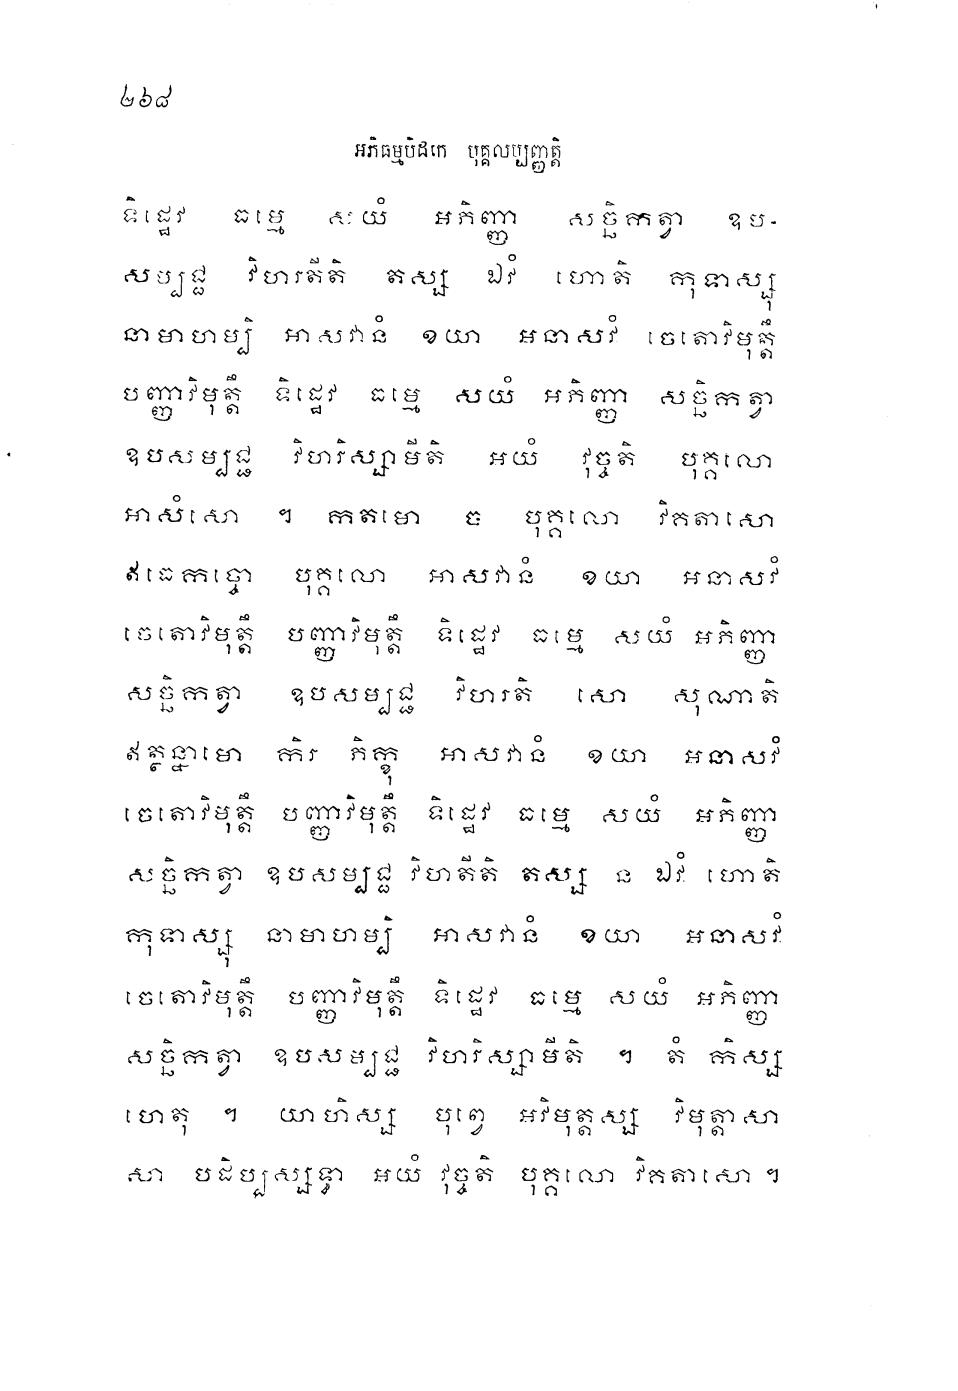 ២៦៨
អភិធម្មបិដកេ បុគ្គលប្បញ្ញត្តិ
ទិដ្ឋេវ ធម្មេ សយំ អភិញ្ញា សច្ឆិកត្វា ឧប-
សប្បជ្ជ វិហរតីតិ តស្ស ឯវំ ហោតិ កុទាស្សុ
នាមាហម្បិ អាសវានំ ខយា អនាសវំ ចេតោវិមុត្តឹ
បញ្ញាវិមុត្តឹ ទិដ្ឋេវ ធម្មេ សយំ អភិញ្ញា សច្ឆិកត្វា
ឧបសម្បជ្ជ វិហរិស្សាមីតិ អយំ វុច្ចតិ បុគ្គលោ
អាសំសោ ។ កតមោ ច បុគ្គលោ វិគតាសោ
ឥធេកច្ចោ បុគ្គលោ អាសវានំ ខយា អនាសវំ
ចេតោវិមុត្តឹ បញ្ញាវិមុត្តឹ ទិដ្ឋេវ ធម្មេ សយំ អភិញ្ញា
សច្ឆិកត្វា ឧបសម្បជ្ជ វិហរតិ សោ សុណាតិ
ឥត្ថន្នាមោ កិរ ភិក្ខុ អាសវានំ ខយា អនាសវំ
ចេតោវិមុត្តឹ បញ្ញាវិមុត្តឹ ទិដ្ឋេវ ធម្មេ សយំ អភិញ្ញា
សច្ឆិកត្វា ឧបសម្បជ្ជ វិហតីតិ តស្ស ន ឯវំ ហោតិ
កុទាស្សុ នាមាហម្បិ អាសវានំ ខយា អនាសវំ
ចេតោវិមុត្តឹ បញ្ញាវិមុត្តឹ ទិដ្ឋេវ ធម្មេ សយំ អភិញ្ញា
សច្ឆិកត្វា ឧបសម្បជ្ជ វិហរិស្សាមីតិ ។ តំ កិស្ស
ហេតុ ។ យាហិស្ស បុព្វេ អវិមុត្តស្ស វិមុត្តាសា
សា បដិប្បស្សទ្ធា អយំ វុច្ចតិ បុគ្គលោ វិគតាសោ ។